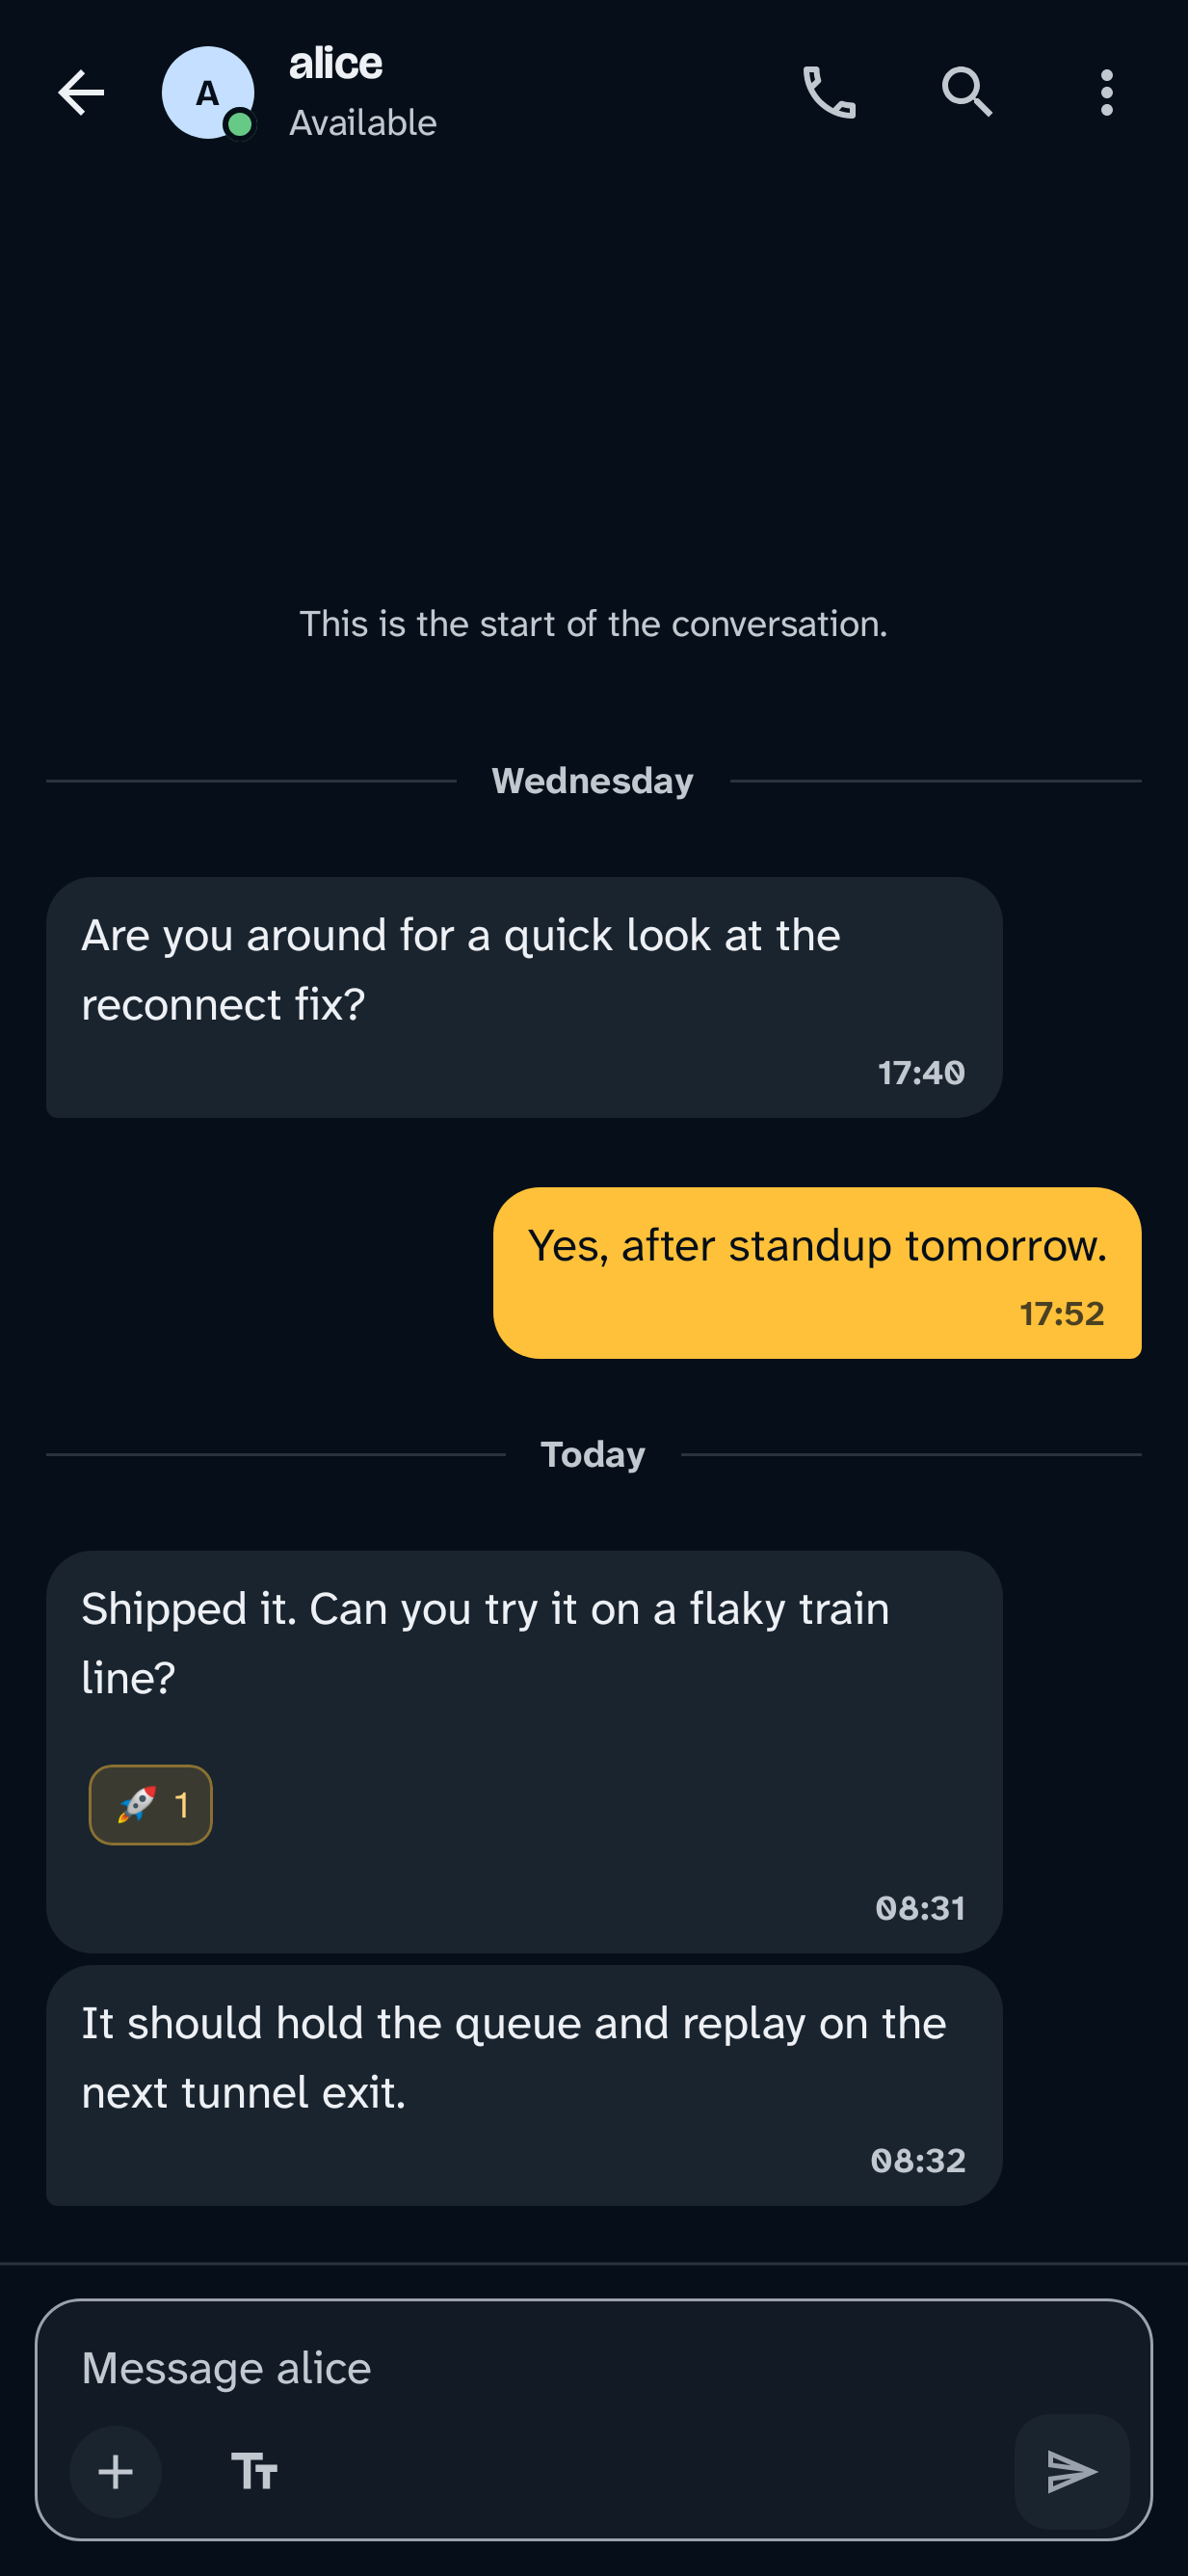 alice
A
Available
This is the start of the conversation.
Wednesday
Are you around for a quick look at the
reconnect fix?
17:40
Yes, after standup tomorrow.
17:52
Today
Shipped it. Can you try it on a flaky train
line?
🚀 1
08:31
It should hold the queue and replay on the
next tunnel exit.
08:32
Message alice
Tт